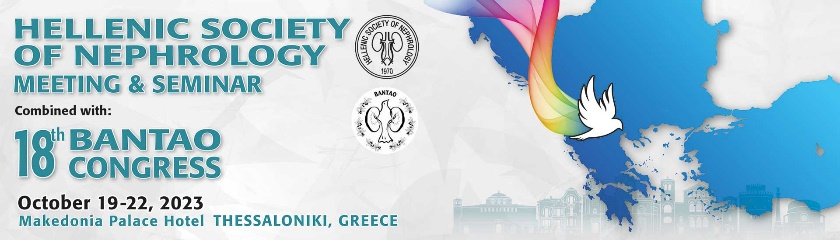 HELLENIC SOCIETY
OF NEPHROLOGY
MEETING & SEMINAR
Combined with:
18th BANTAO
CONGRESS
October 19-22, 2023
Makedonia Palace Hotel THESSALONIKI, GREECE
HELLENIC SOCIETY OF NEPHROLOGY
1970
BANTAO